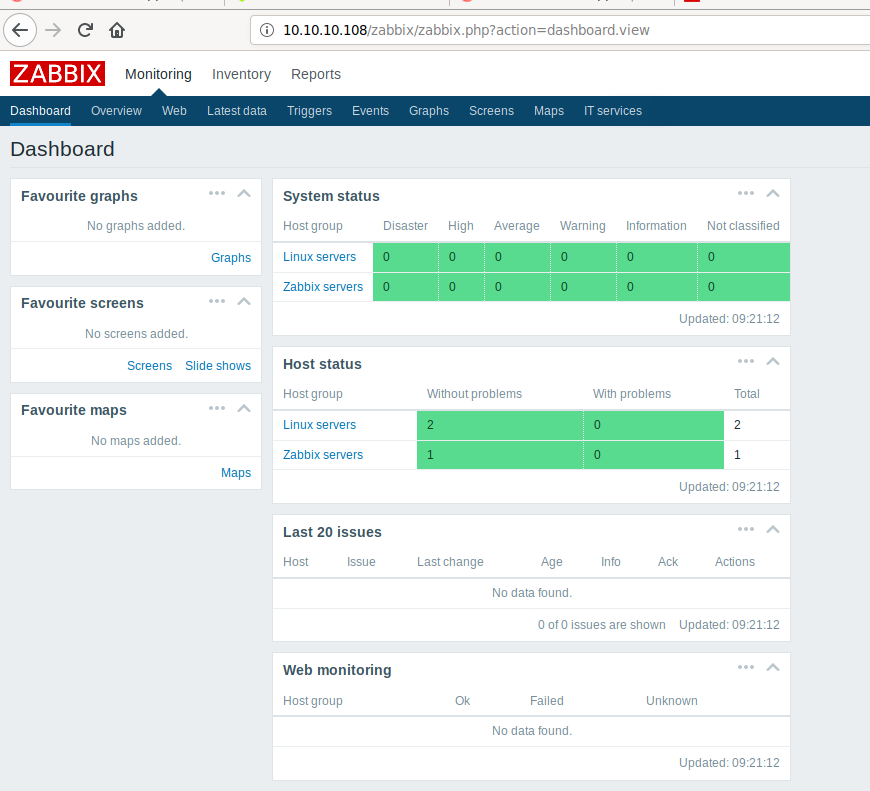 10.10.10.108/zabbix/zabbix.php?action=dashboard.view
ZABBIX Monitoring Inventory Reports
Dashboard Overview Web Latest data Triggers Events Graphs Screens Maps IT services
Dashboard
Favourite graphs
No graphs added.
Graphs
Favourite screens
No screens added.
Screens Slide shows
Favourite maps
No maps added.
Maps
System status
Host group Disaster High Average Warning Information Not classified
Linux servers 0 0 0 0 0 0
Zabbix servers 0 0 0 0 0 0
Updated: 09:21:12
Host status
Host group Without problems With problems Total
Linux servers 2 0 2
Zabbix servers 1 0 1
Updated: 09:21:12
Last 20 issues
Host Issue Last change Age Info Ack Actions
No data found.
0 of 0 issues are shown Updated: 09:21:12
Web monitoring
Host group Ok Failed Unknown
No data found.
Updated: 09:21:12